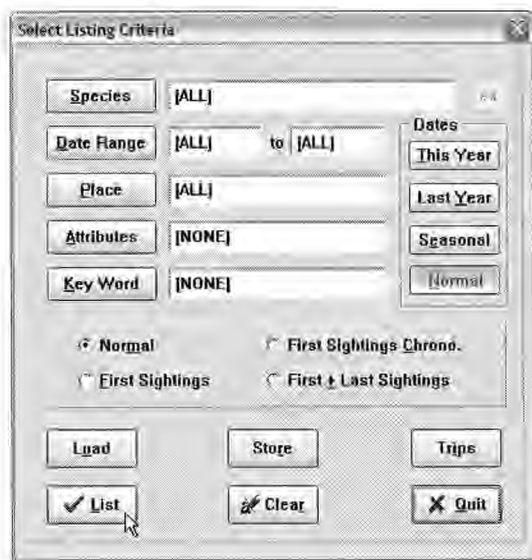 Select Listing Criteria
Species [ALL]
Date Range [ALL] to [ALL]
Dates
This Year
Place [ALL]
Last Year
Attributes [NONE]
Seasonal
Key Word [NONE]
Normal
Normal
First Sightings Chrono.
First Sightings
First + Last Sightings
Load Store Trips
List Clear Quit